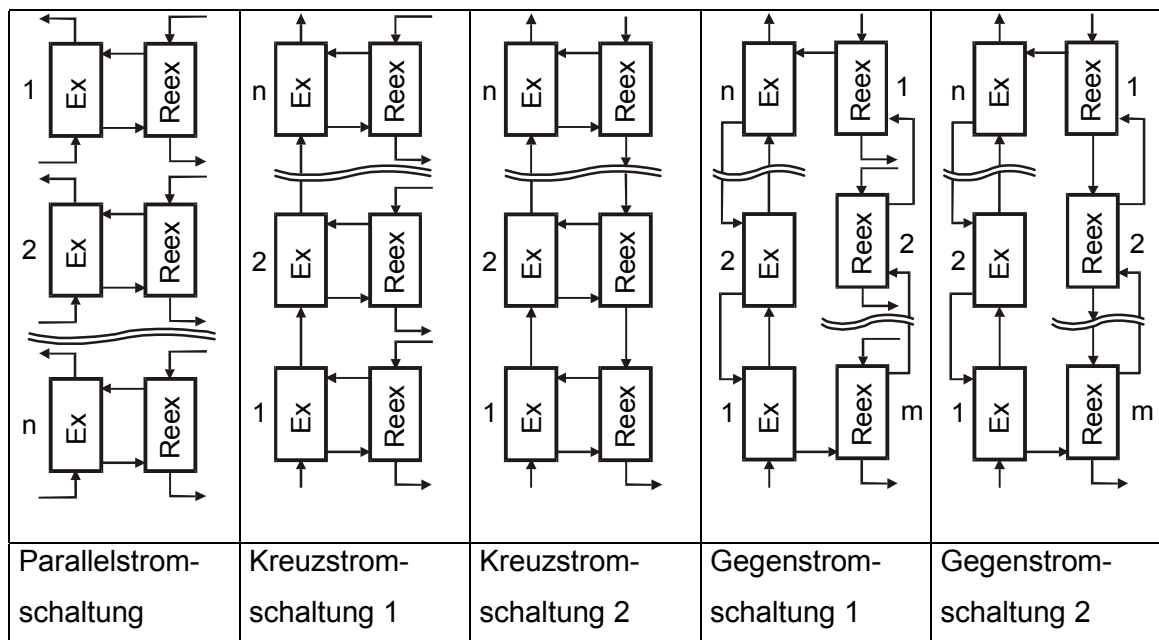 1 Ex Reex
2 Ex Reex
n Ex Reex
n Ex Reex
2 Ex Reex
1 Ex Reex
n Ex Reex
2 Ex Reex
1 Ex Reex
n Ex Reex 1
2 Ex Reex 2
1 Ex Reex m
n Ex Reex 1
2 Ex Reex 2
1 Ex Reex m
Parallelstrom-
schaltung
Kreuzstrom-
schaltung 1
Kreuzstrom-
schaltung 2
Gegenstrom-
schaltung 1
Gegenstrom-
schaltung 2